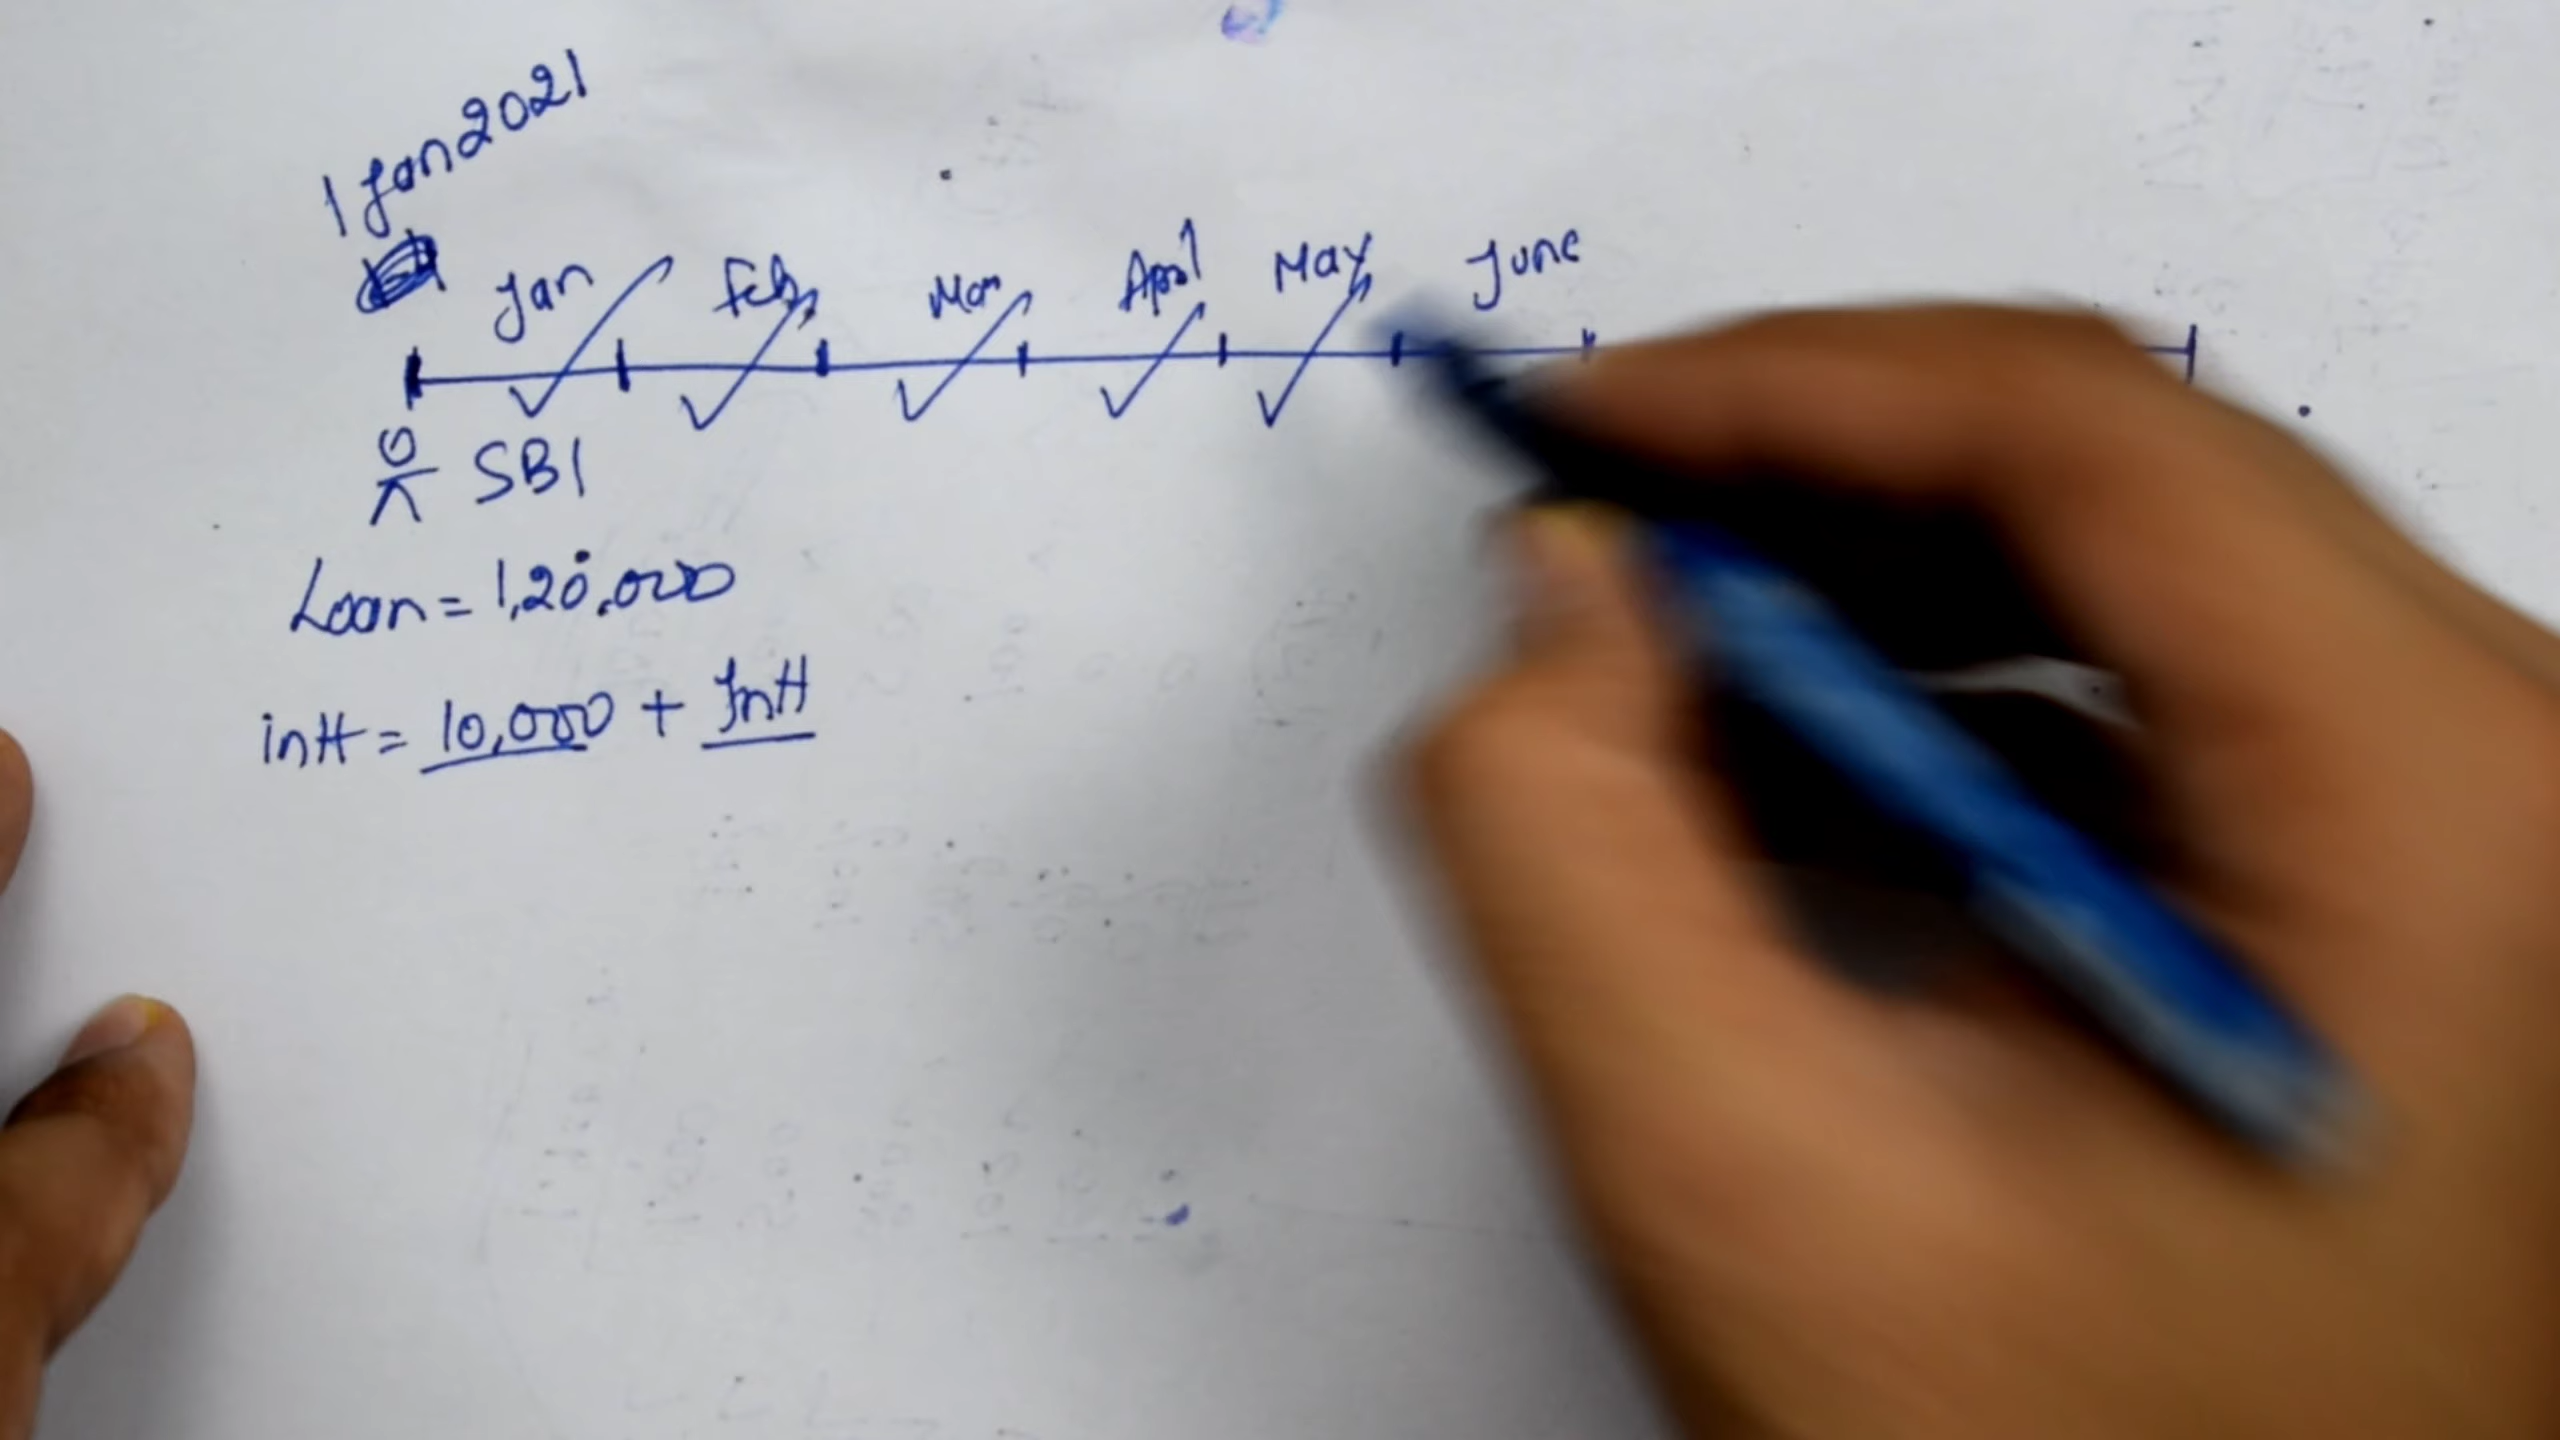 1 Jan 2021
Jan Feb Mar April May June
SBI
Loan = 1,20,000
intt = 10,000 + Intt